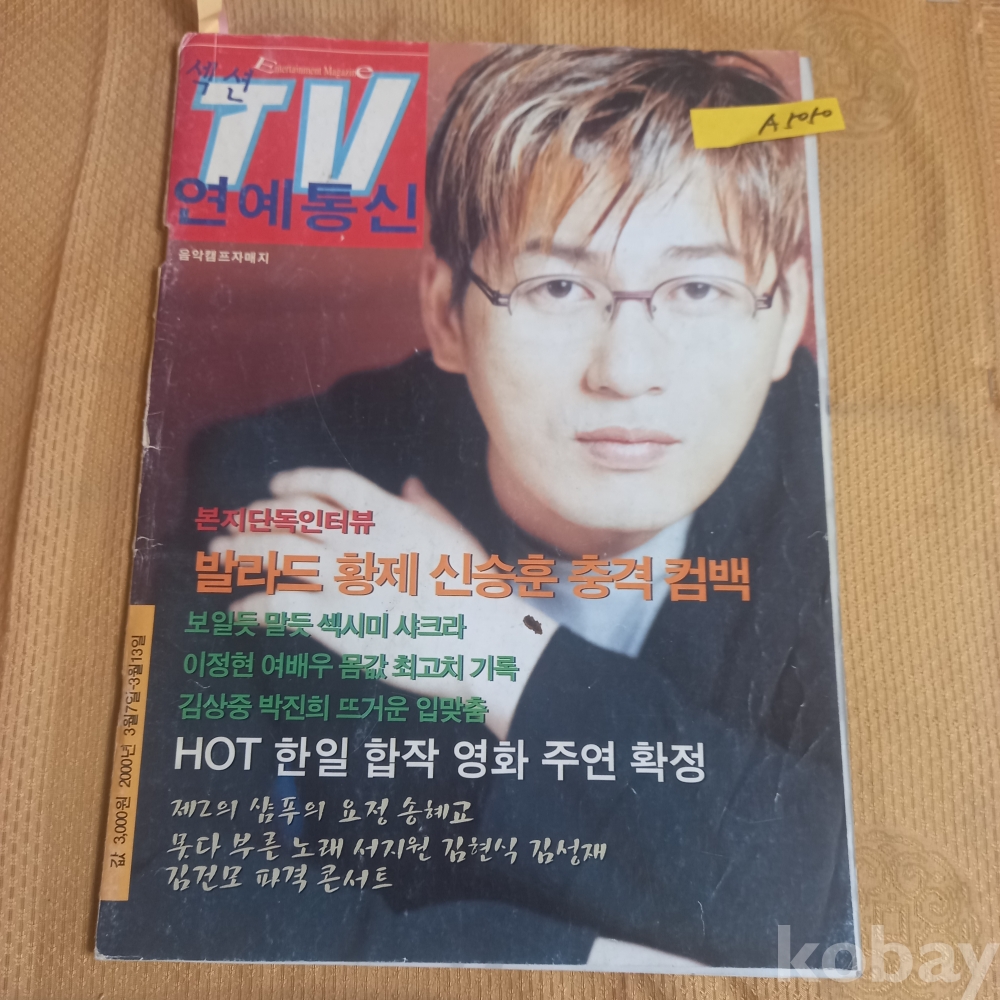 Entertainment Magazine
섹션
TV
연예통신
A5050
음악캠프자매지
본지단독인터뷰
발라드 황제 신승훈 충격 컴백
보일듯 말듯 섹시미 샤크라
이정현 여배우 몸값 최고치 기록
김상중 박진희 뜨거운 입맞춤
HOT 한일 합작 영화 주연 확정
제2의 샴푸의 요정 송혜교
못다 부른 노래 서지원 김현식 김성재
김건모 파격 콘서트
값 3,000원 2000년 3월7일-3월13일
kobay